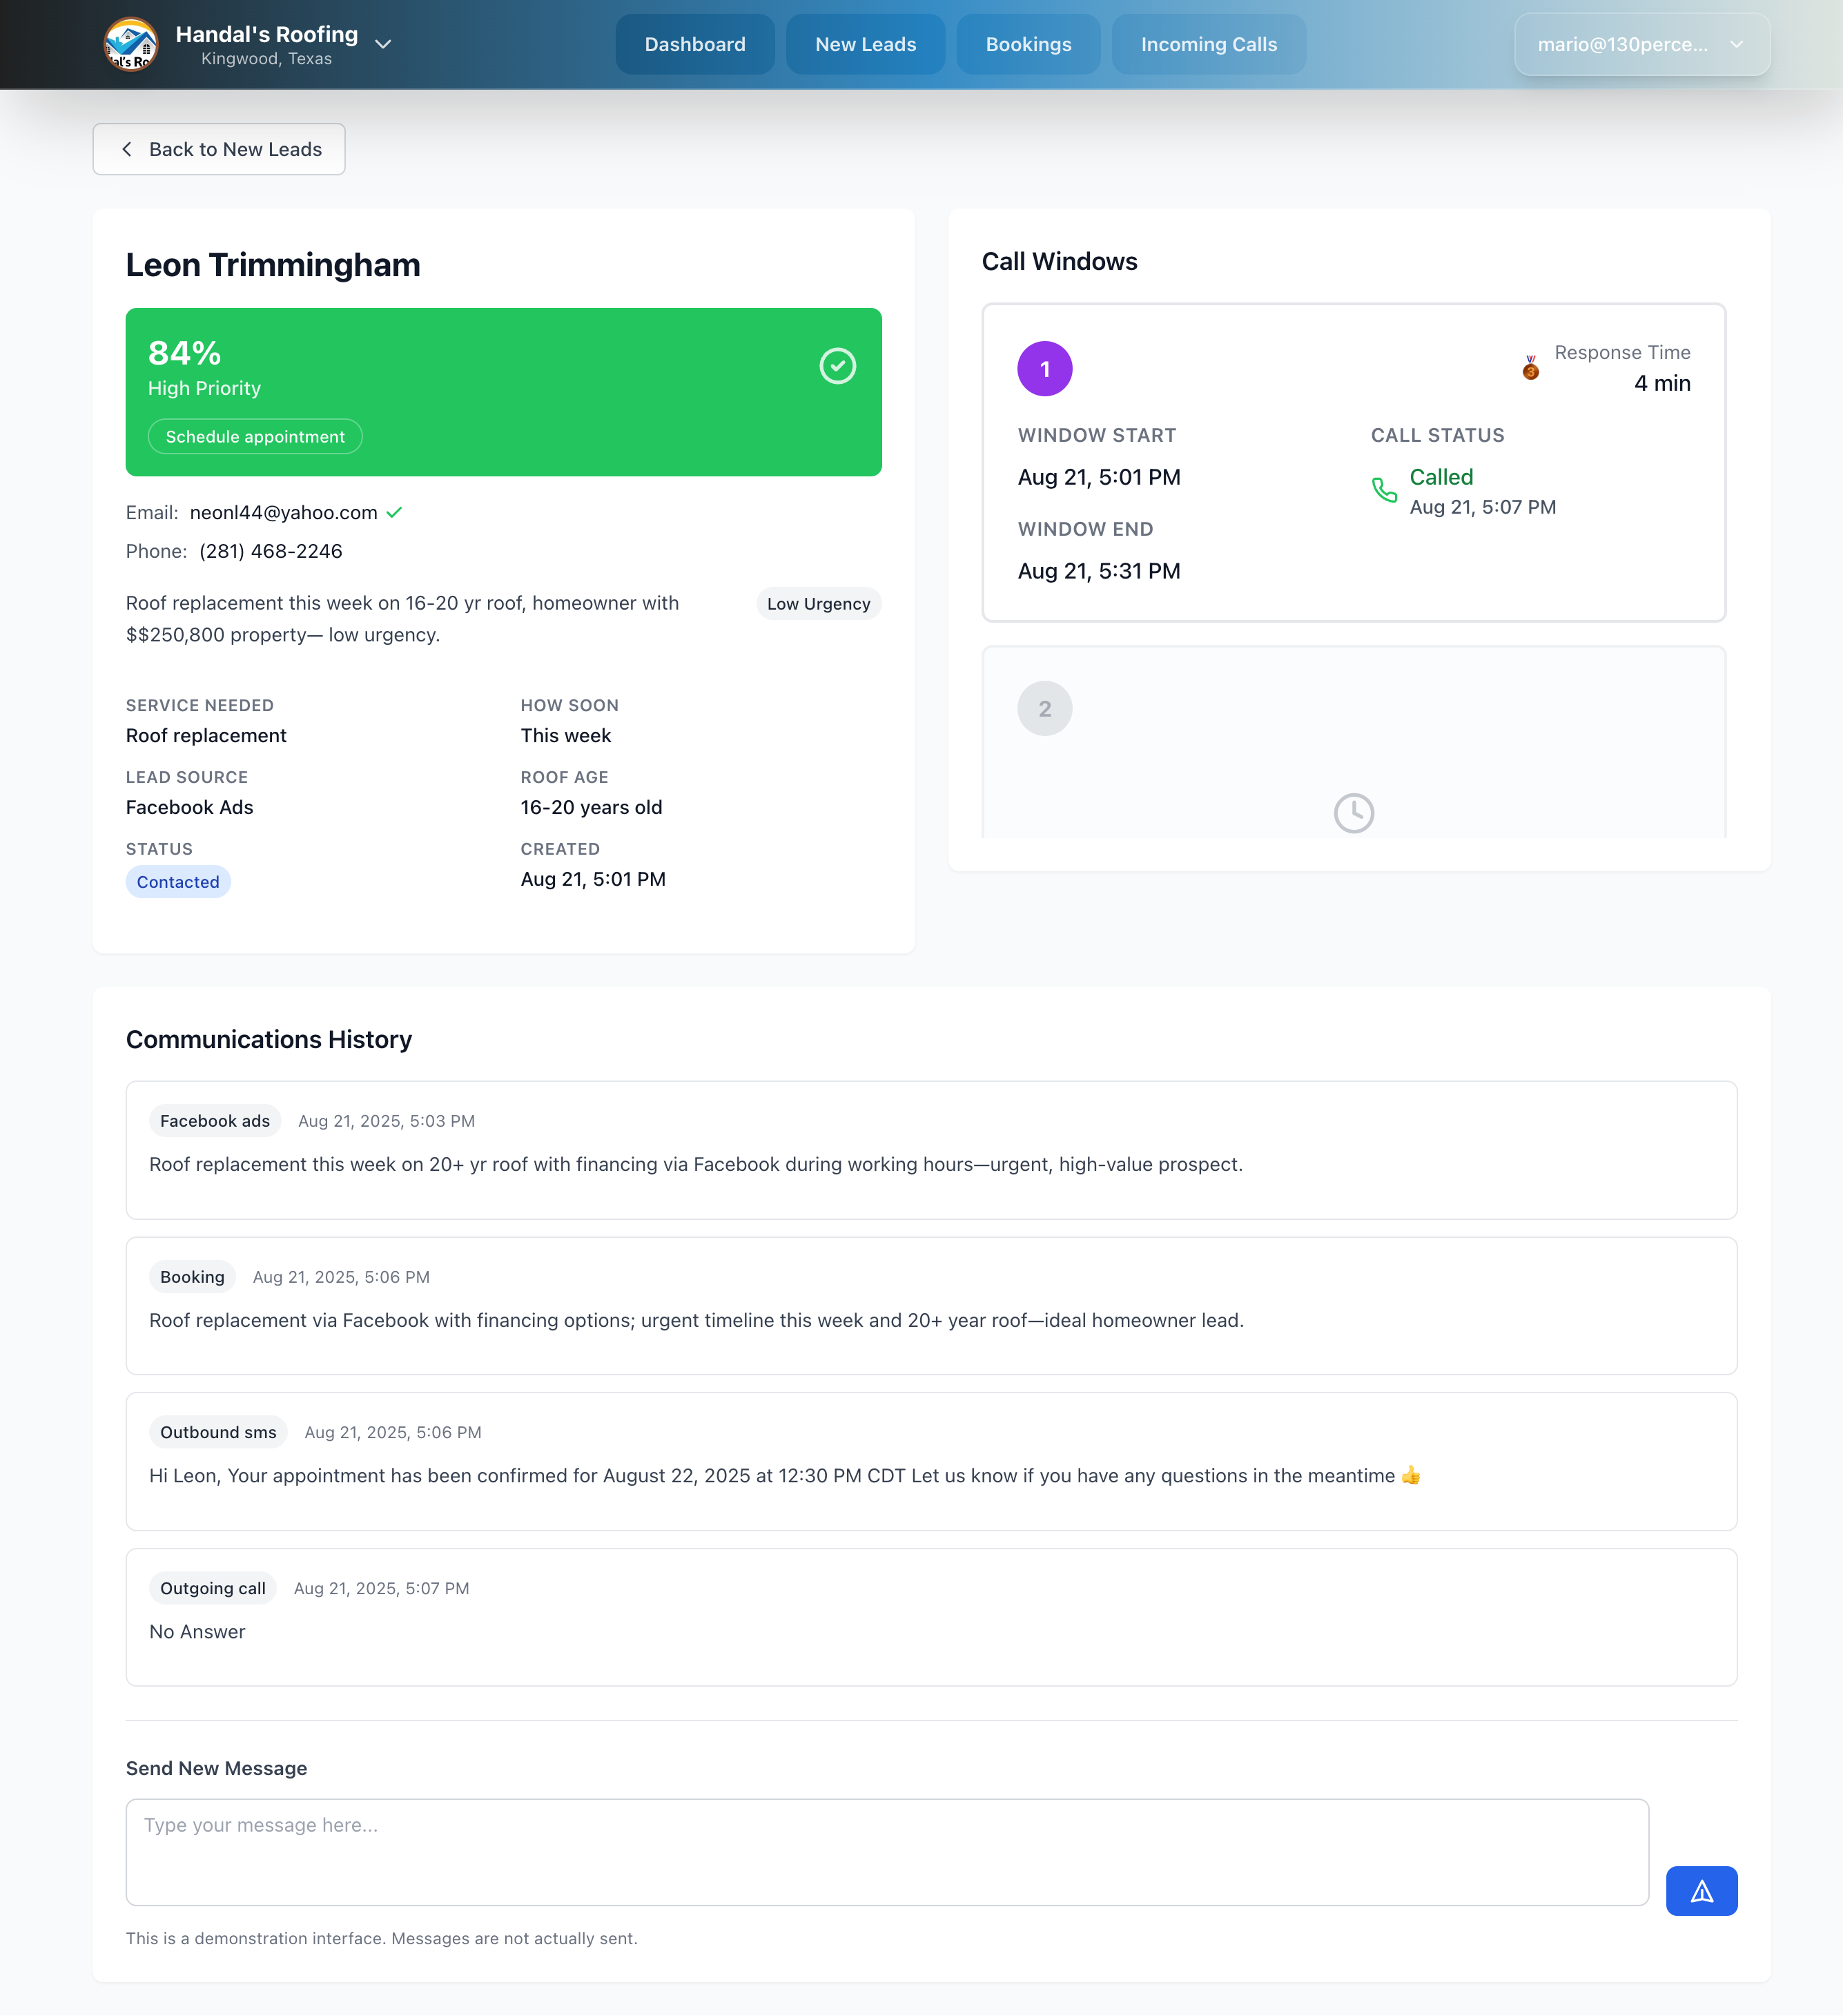 Handal's Roofing
Kingwood, Texas
Dashboard
New Leads
Bookings
Incoming Calls
mario@130perce...
Back to New Leads
Leon Trimmingham
84%
High Priority
Schedule appointment
Email: neonl44@yahoo.com
Phone: (281) 468-2246
Roof replacement this week on 16-20 yr roof, homeowner with
$$250,800 property— low urgency.
Low Urgency
SERVICE NEEDED
Roof replacement
HOW SOON
This week
LEAD SOURCE
Facebook Ads
ROOF AGE
16-20 years old
STATUS
Contacted
CREATED
Aug 21, 5:01 PM
Call Windows
1
3
Response Time
4 min
WINDOW START
Aug 21, 5:01 PM
CALL STATUS
Called
Aug 21, 5:07 PM
WINDOW END
Aug 21, 5:31 PM
2
Communications History
Facebook ads Aug 21, 2025, 5:03 PM
Roof replacement this week on 20+ yr roof with financing via Facebook during working hours—urgent, high-value prospect.
Booking Aug 21, 2025, 5:06 PM
Roof replacement via Facebook with financing options; urgent timeline this week and 20+ year roof—ideal homeowner lead.
Outbound sms Aug 21, 2025, 5:06 PM
Hi Leon, Your appointment has been confirmed for August 22, 2025 at 12:30 PM CDT Let us know if you have any questions in the meantime 👍
Outgoing call Aug 21, 2025, 5:07 PM
No Answer
Send New Message
Type your message here...
This is a demonstration interface. Messages are not actually sent.